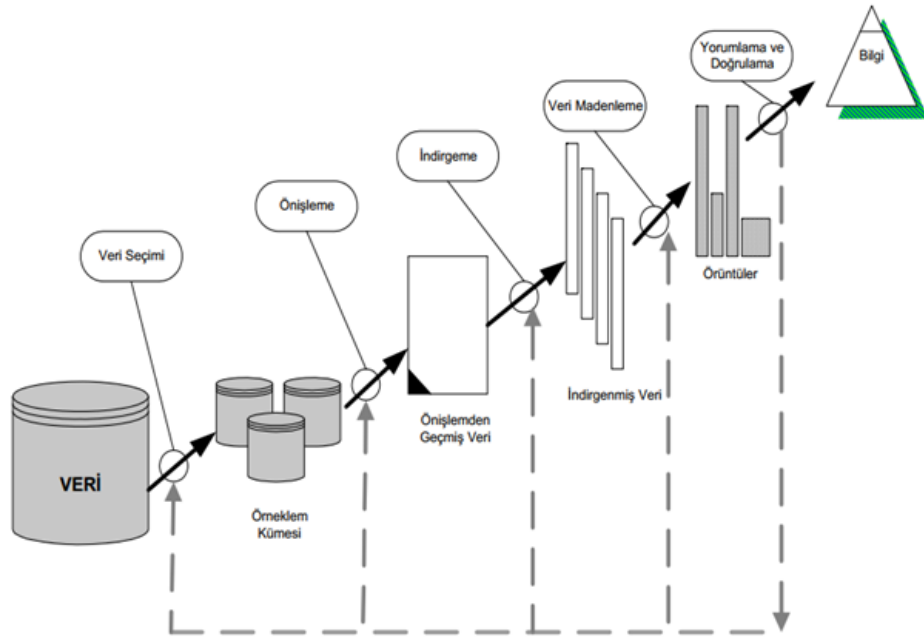 Yorumlama ve
Doğrulama
Bilgi
Veri Madenleme
İndirgeme
Önişleme
Veri Seçimi
Örüntüler
İndirgenmiş Veri
Önişlemden
Geçmiş Veri
VERİ
Örneklem
Kümesi